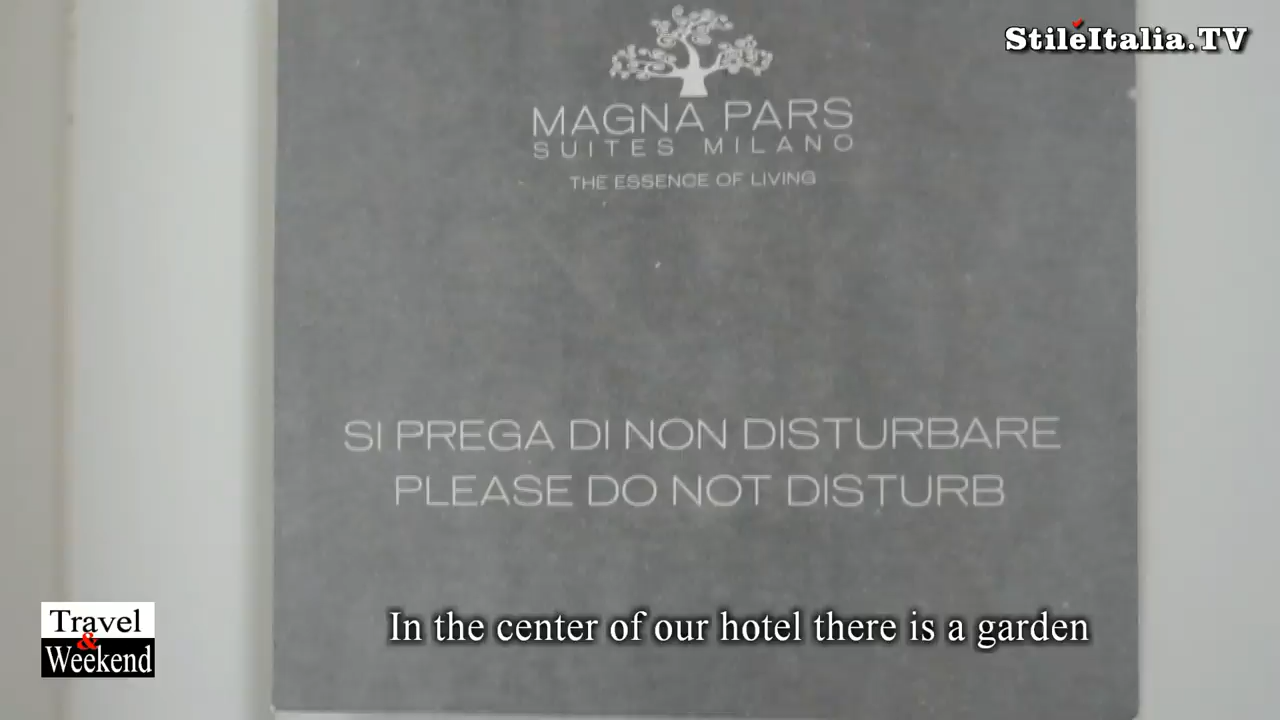 StileItalia.TV
MAGNA PARS
SUITES MILANO
THE ESSENCE OF LIVING
SI PREGA DI NON DISTURBARE
PLEASE DO NOT DISTURB
In the center of our hotel there is a garden
Travel
&
Weekend